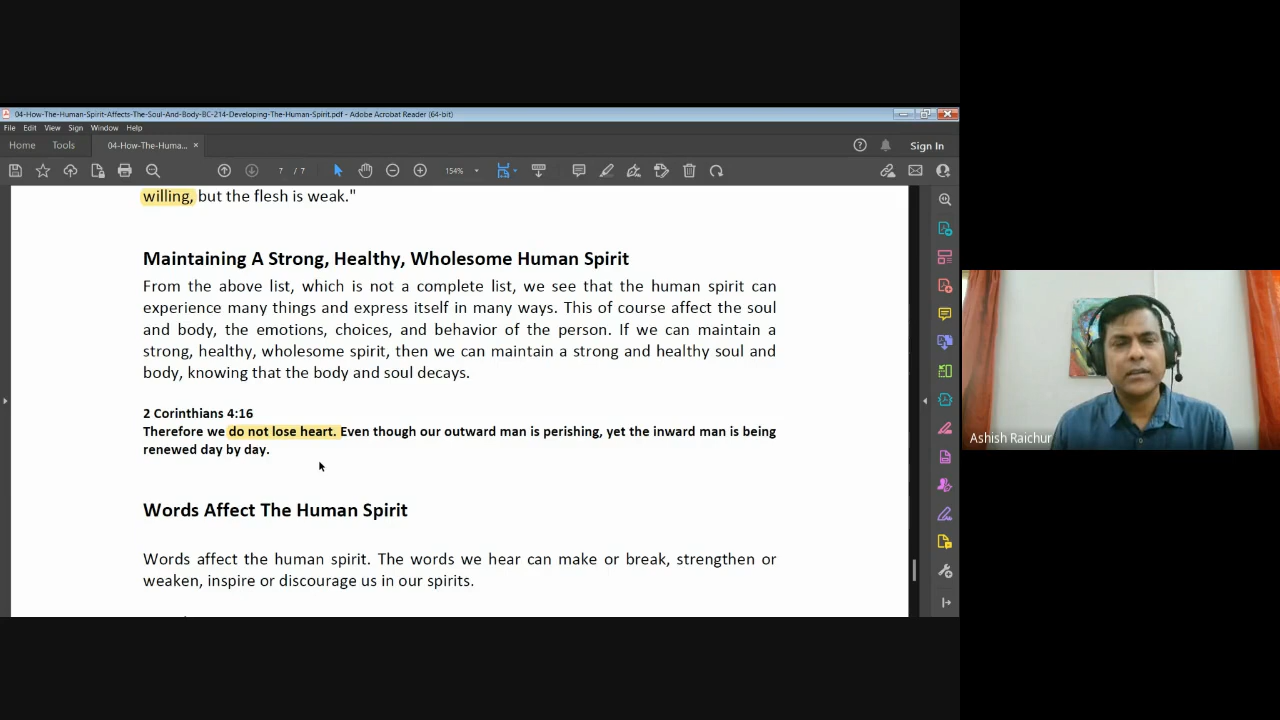 04-How-The-Human-Spirit-Affects-The-Soul-And-Body-BC-214-Developing-The-Human-Spirit.pdf - Adobe Acrobat Reader (64-bit)
File Edit View Sign Window Help
Home Tools 04-How-The-Huma... × Sign In
7 / 7 154%
willing, but the flesh is weak."
Maintaining A Strong, Healthy, Wholesome Human Spirit
From the above list, which is not a complete list, we see that the human spirit can
experience many things and express itself in many ways. This of course affect the soul
and body, the emotions, choices, and behavior of the person. If we can maintain a
strong, healthy, wholesome spirit, then we can maintain a strong and healthy soul and
body, knowing that the body and soul decays.
2 Corinthians 4:16
Therefore we do not lose heart. Even though our outward man is perishing, yet the inward man is being
renewed day by day.
Words Affect The Human Spirit
Words affect the human spirit. The words we hear can make or break, strengthen or
weaken, inspire or discourage us in our spirits.
Ashish Raichur